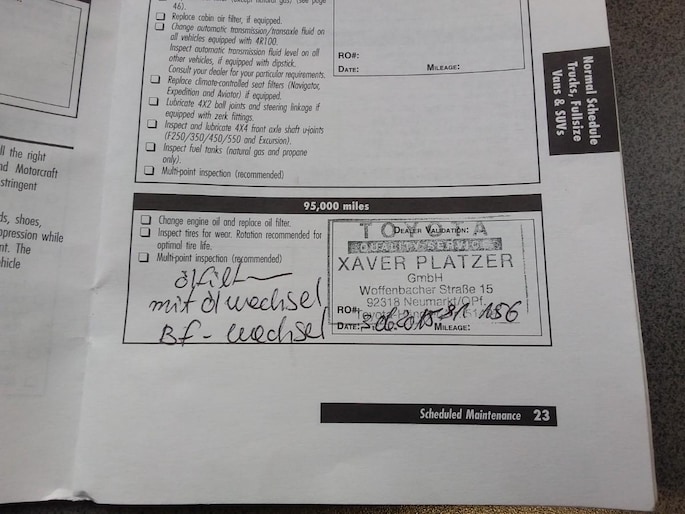 46).
Replace cabin air filter, if equipped.
Change automatic transmission/transaxle fluid on
all vehicles equipped with 4R100.
Inspect automatic transmission fluid level on all
other vehicles, if equipped with dipstick.
Consult your dealer for your particular requirements.
Replace climate-controlled seat filters (Navigator,
Expedition and Aviator) if equipped.
Lubricate 4X2 ball joints and steering linkage if
equipped with zerk fittings.
Inspect and lubricate 4X4 front axle shaft u-joints
(F250/350/450/550 and Excursion).
Inspect fuel tanks (natural gas and propane
only).
Multi-point inspection (recommended)
RO#:
DATE: MILEAGE:
Normal Schedule
Trucks, Fullsize
Vans & SUVs
ll the right
nd Motorcraft
stringent
ds, shoes,
pression while
nt. The
hicle
95,000 miles
Change engine oil and replace oil filter.
Inspect tires for wear. Rotation recommended for
optimal tire life.
Multi-point inspection (recommended)
ölfilt
mit ölwechsel
Bf - wechsel
TOYOTA
DEALER VALIDATION:
QUALITY SERVICE
XAVER PLATZER
GmbH
Woffenbacher Straße 15
92318 Neumarkt/OPf.
RO#:
DATE: MILEAGE:
Scheduled Maintenance 23